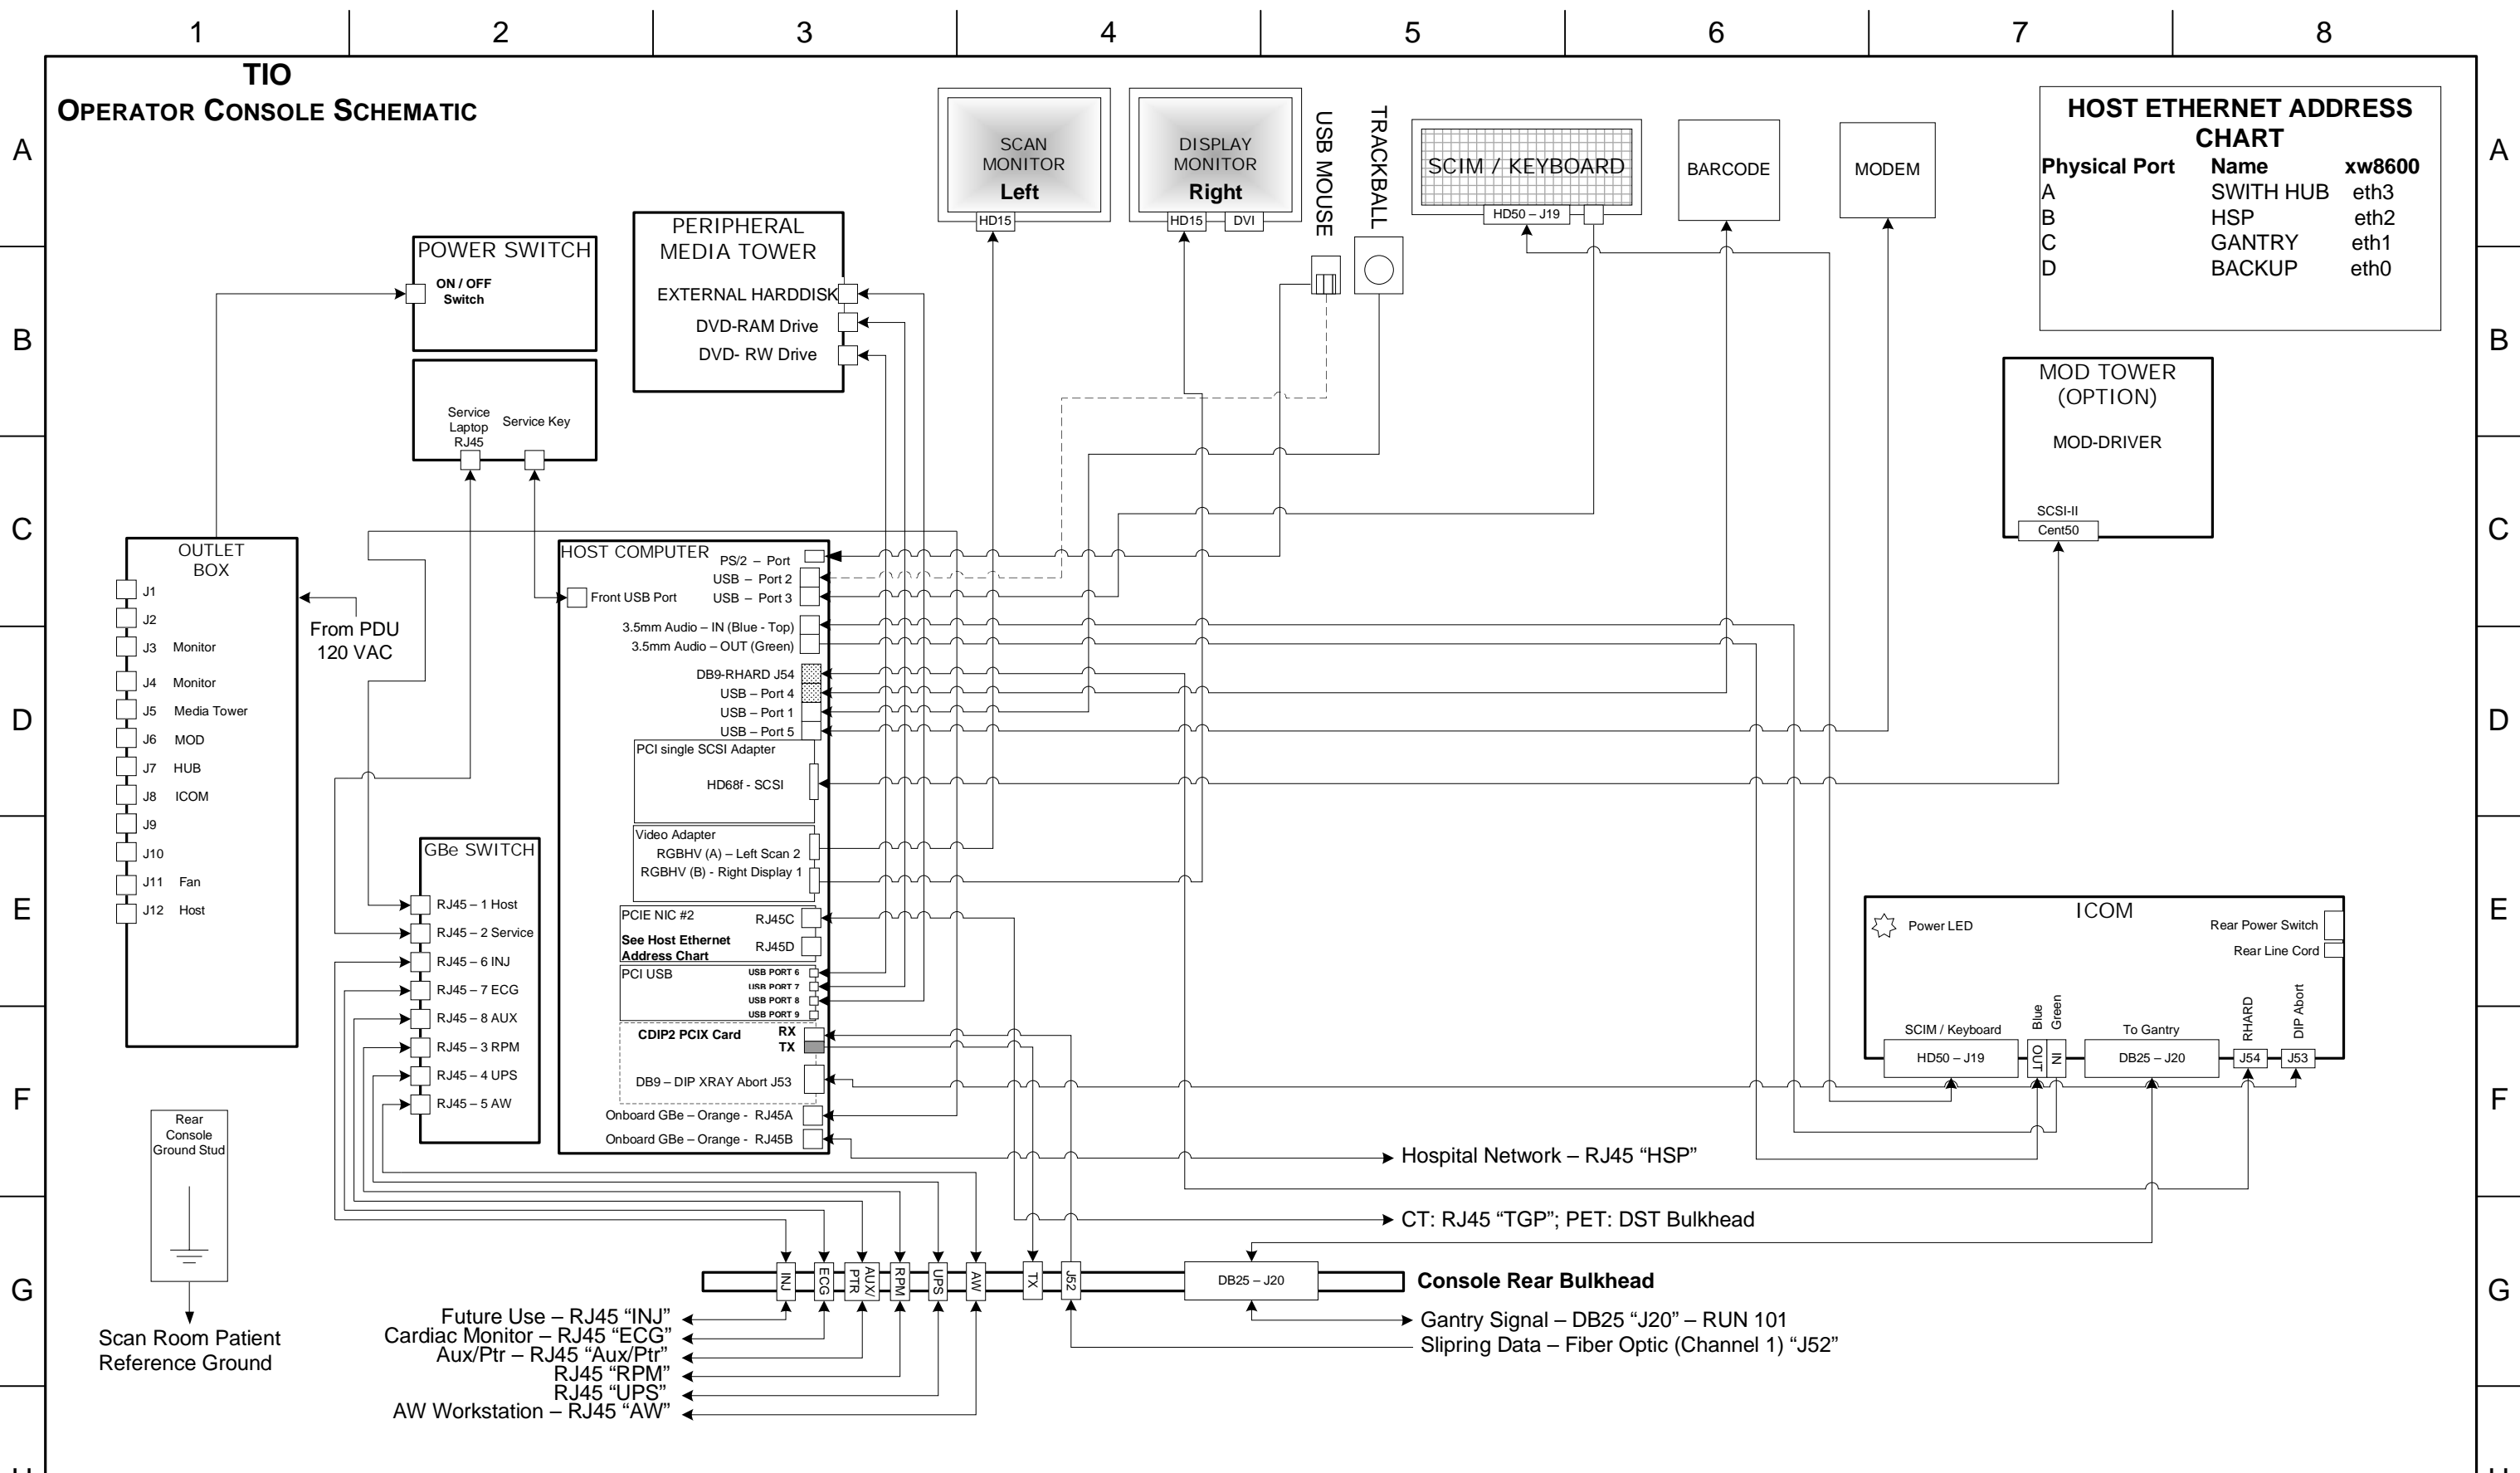 1 2 3 4 5 6 7 8
A A
B B
C C
D D
E E
F F
G G
TIO
OPERATOR CONSOLE SCHEMATIC
SCAN
MONITOR
Left
HD15
DISPLAY
MONITOR
Right
HD15 DVI
USB MOUSE
TRACKBALL
SCIM / KEYBOARD
HD50 – J19
BARCODE
MODEM
HOST ETHERNET ADDRESS
CHART
Physical Port Name xw8600
A SWITH HUB eth3
B HSP eth2
C GANTRY eth1
D BACKUP eth0
POWER SWITCH
ON / OFF
Switch
Service
Laptop
RJ45
Service Key
PERIPHERAL
MEDIA TOWER
EXTERNAL HARDDISK
DVD-RAM Drive
DVD- RW Drive
MOD TOWER
(OPTION)
MOD-DRIVER
SCSI-II
Cent50
OUTLET
BOX
J1
J2
J3 Monitor
J4 Monitor
J5 Media Tower
J6 MOD
J7 HUB
J8 ICOM
J9
J10
J11 Fan
J12 Host
From PDU
120 VAC
HOST COMPUTER
PS/2 – Port
USB – Port 2
Front USB Port
USB – Port 3
3.5mm Audio – IN (Blue - Top)
3.5mm Audio – OUT (Green)
DB9-RHARD J54
USB – Port 4
USB – Port 1
USB – Port 5
PCI single SCSI Adapter
HD68f - SCSI
Video Adapter
RGBHV (A) – Left Scan 2
RGBHV (B) - Right Display 1
PCIE NIC #2
RJ45C
See Host Ethernet
Address Chart
RJ45D
PCI USB
USB PORT 6
USB PORT 7
USB PORT 8
USB PORT 9
CDIP2 PCIX Card
RX
TX
DB9 – DIP XRAY Abort J53
Onboard GBe – Orange - RJ45A
Onboard GBe – Orange - RJ45B
GBe SWITCH
RJ45 – 1 Host
RJ45 – 2 Service
RJ45 – 6 INJ
RJ45 – 7 ECG
RJ45 – 8 AUX
RJ45 – 3 RPM
RJ45 – 4 UPS
RJ45 – 5 AW
ICOM
Power LED
Rear Power Switch
Rear Line Cord
SCIM / Keyboard
HD50 – J19
Blue
OUT
Green
IN
To Gantry
DB25 – J20
RHARD
J54
DIP Abort
J53
Rear
Console
Ground Stud
Scan Room Patient
Reference Ground
Hospital Network – RJ45 “HSP”
CT: RJ45 “TGP”; PET: DST Bulkhead
INJ
ECG
AUX/
PTR
RPM
UPS
AW
TX
J52
DB25 – J20
Console Rear Bulkhead
Future Use – RJ45 “INJ”
Cardiac Monitor – RJ45 “ECG”
Aux/Ptr – RJ45 “Aux/Ptr”
RJ45 “RPM”
RJ45 “UPS”
AW Workstation – RJ45 “AW”
Gantry Signal – DB25 “J20” – RUN 101
Slipring Data – Fiber Optic (Channel 1) “J52”